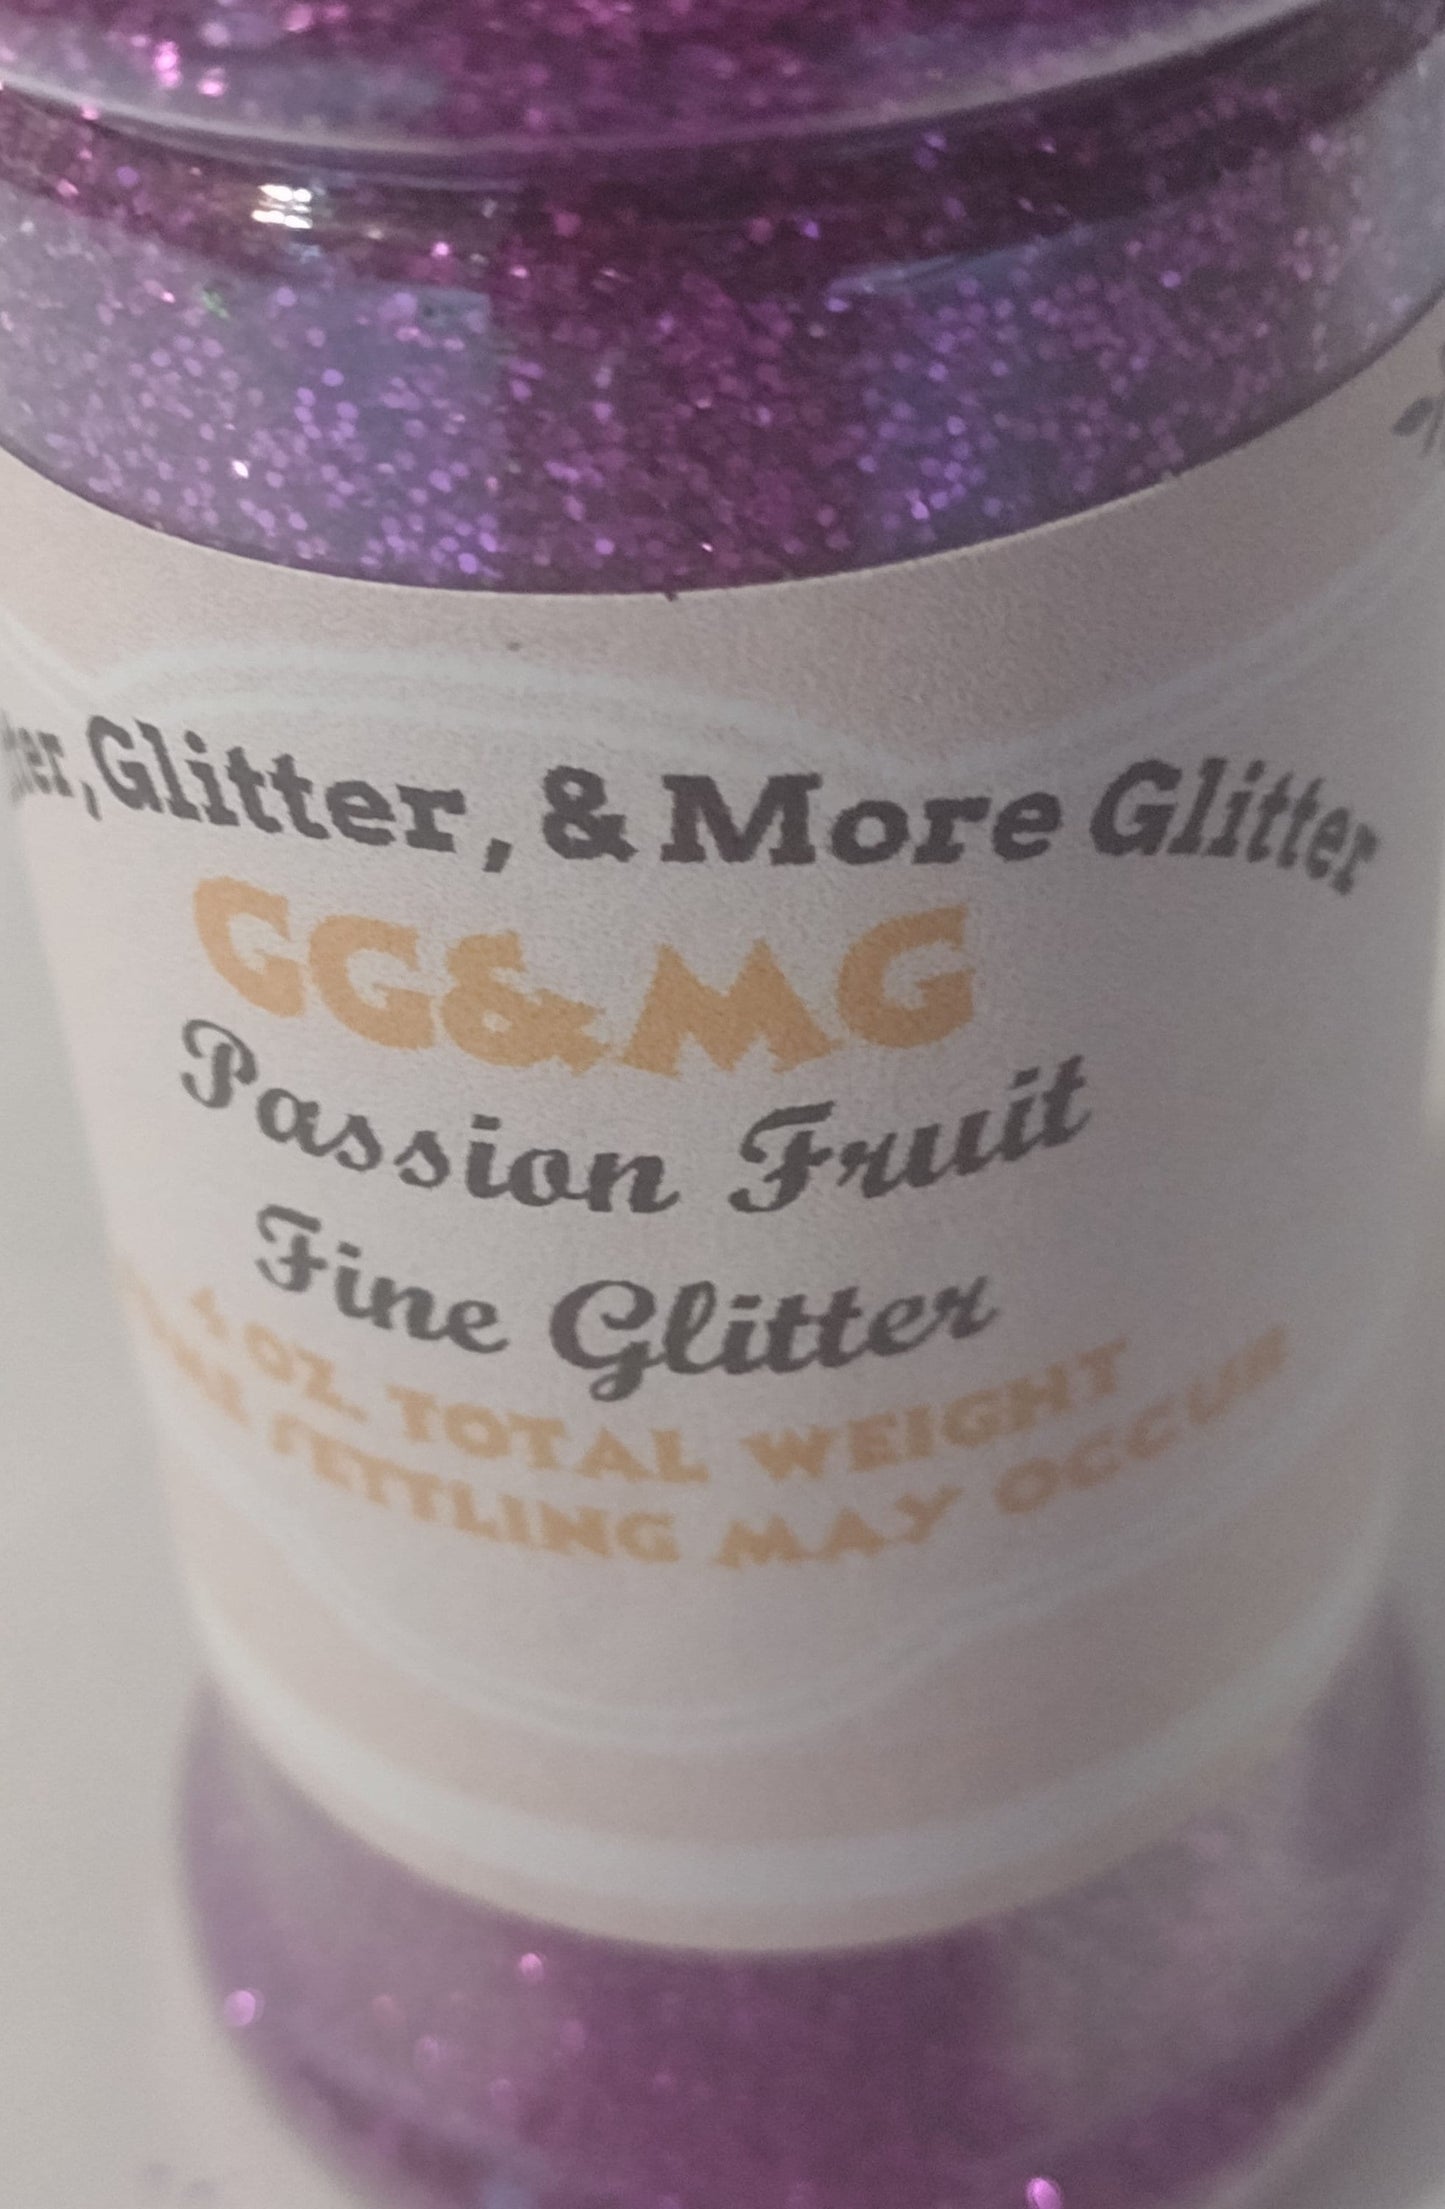 Glitter, & More Glitter
GG&MG
Passion Fruit
Fine Glitter
OZ TOTAL WEIGHT
SETTLING MAY OCCUR